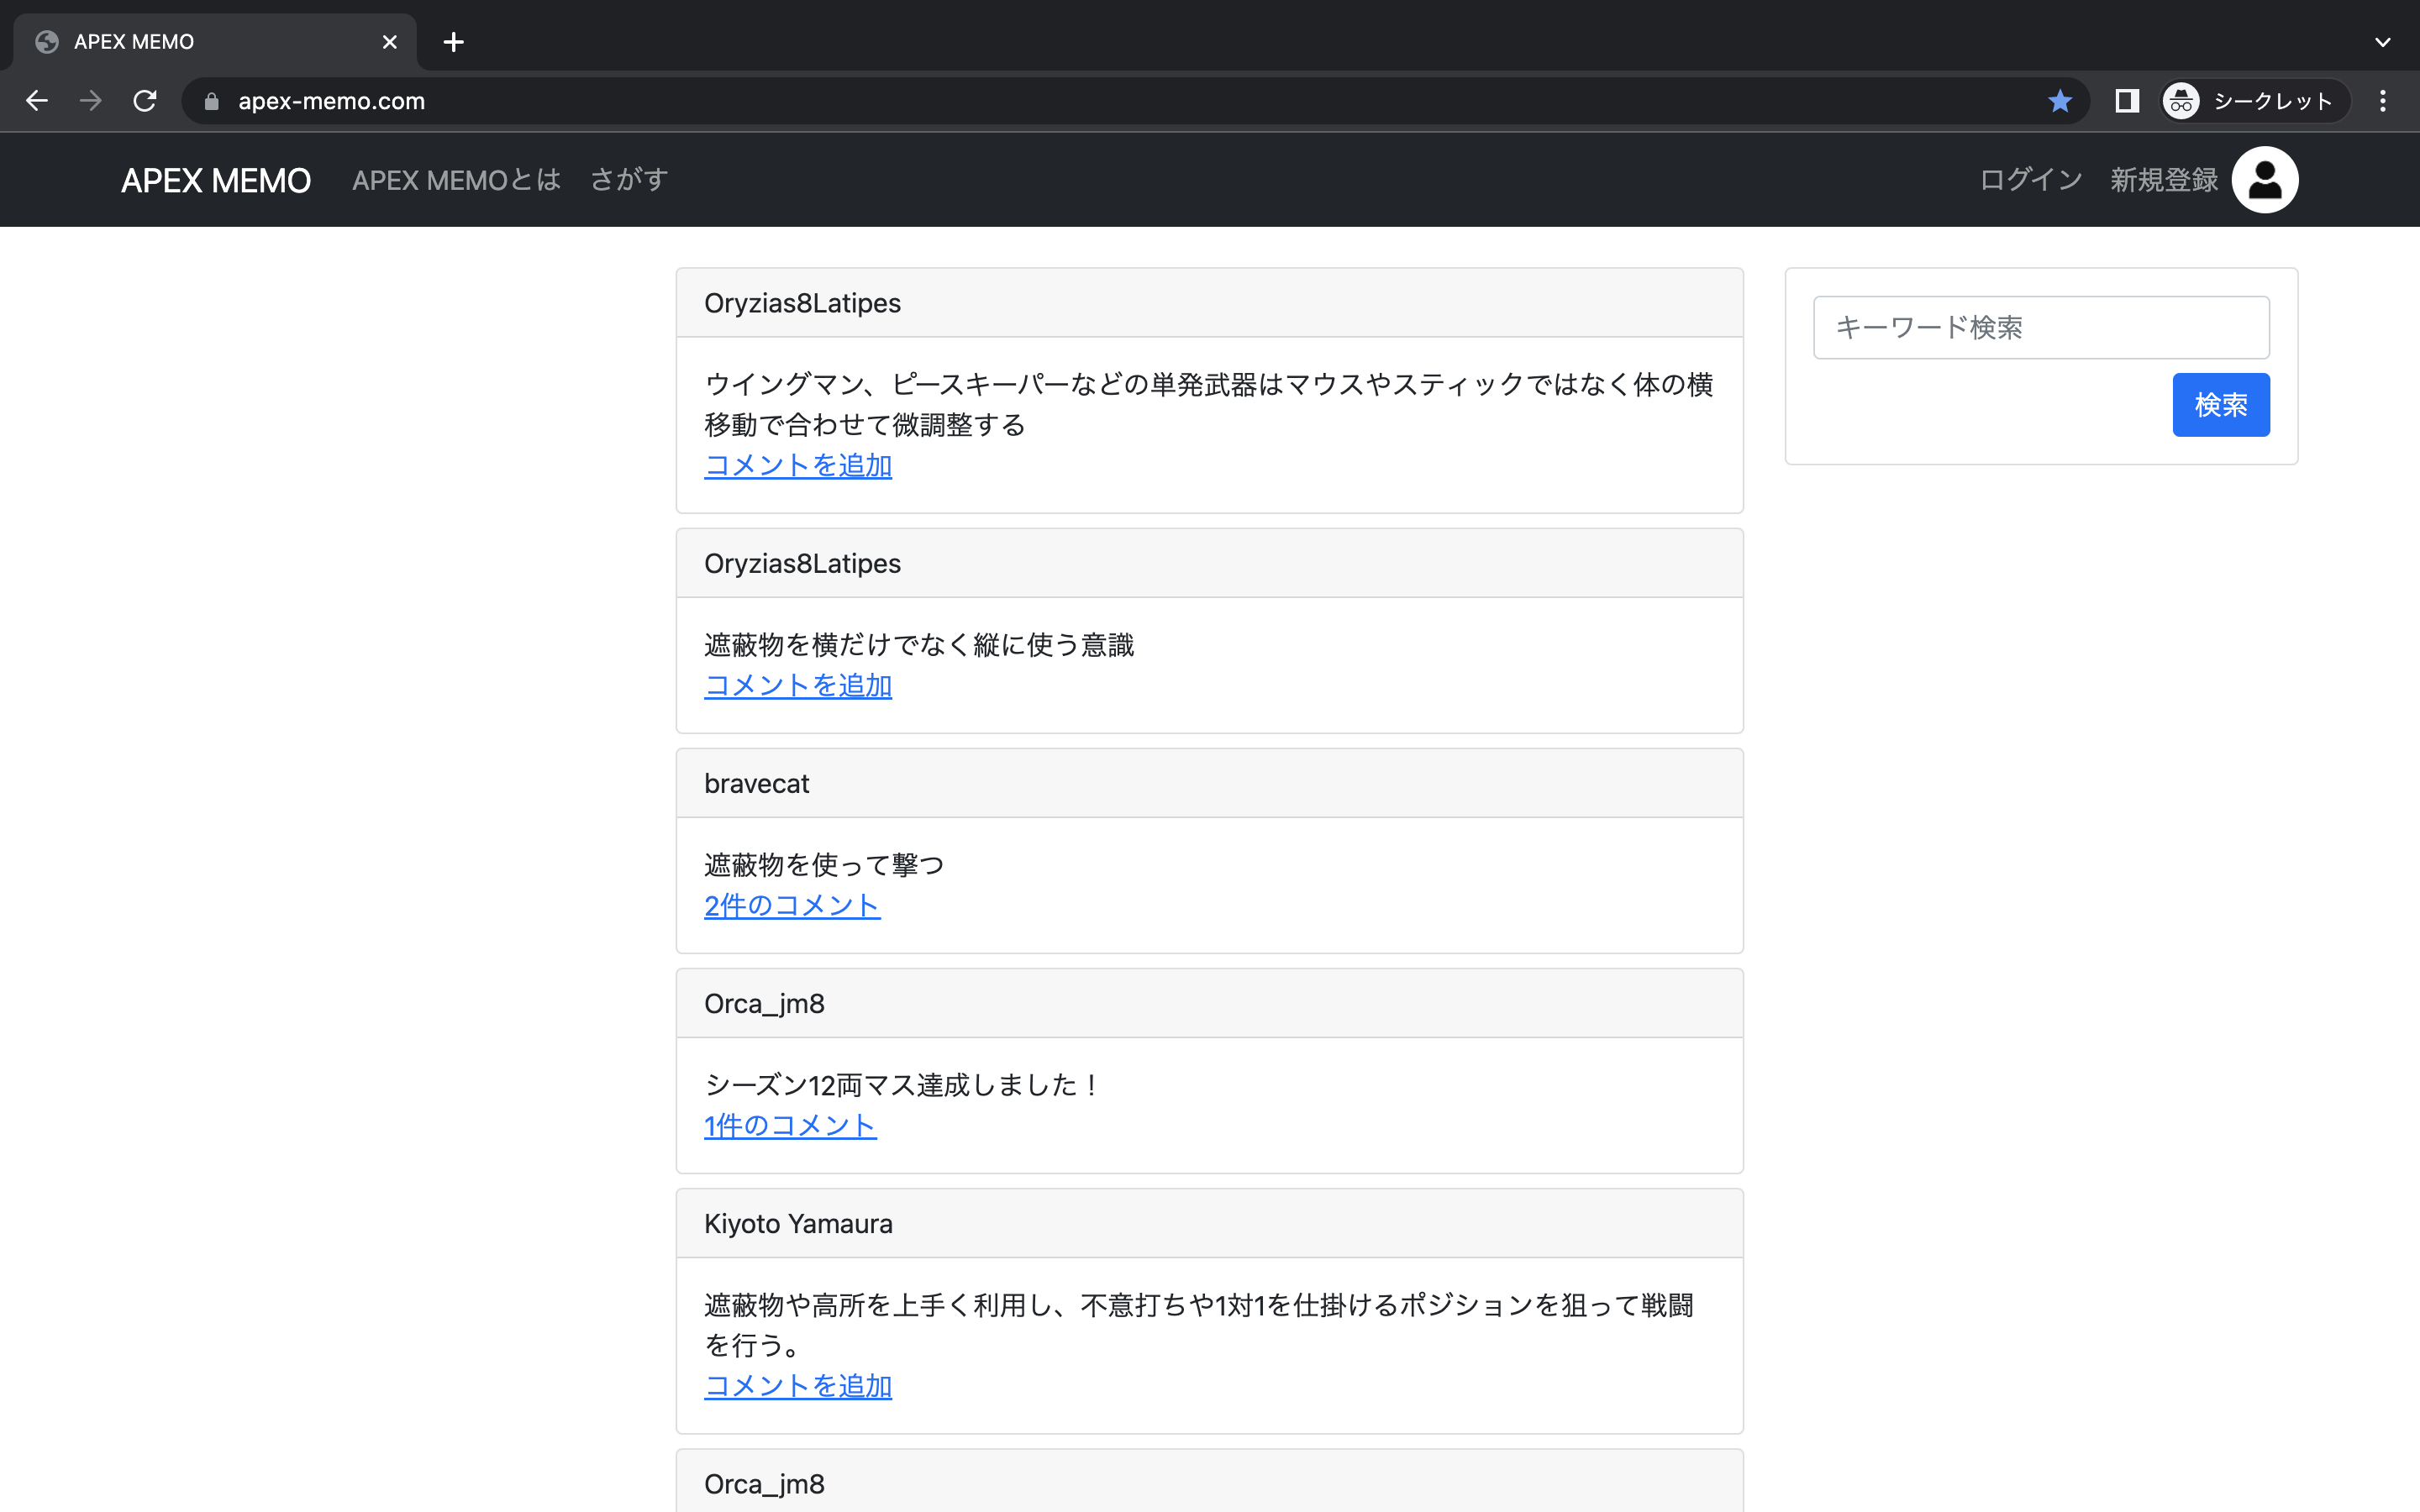 APEX MEMO
apex-memo.com
シークレット
APEX MEMO APEX MEMOとは さがす ログイン 新規登録
Oryzias8Latipes
ウイングマン、ピースキーパーなどの単発武器はマウスやスティックではなく体の横
移動で合わせて微調整する
コメントを追加
Oryzias8Latipes
遮蔽物を横だけでなく縦に使う意識
コメントを追加
bravecat
遮蔽物を使って撃つ
2件のコメント
Orca_jm8
シーズン12両マス達成しました！
1件のコメント
Kiyoto Yamaura
遮蔽物や高所を上手く利用し、不意打ちや1対1を仕掛けるポジションを狙って戦闘
を行う。
コメントを追加
Orca_jm8
キーワード検索
検索